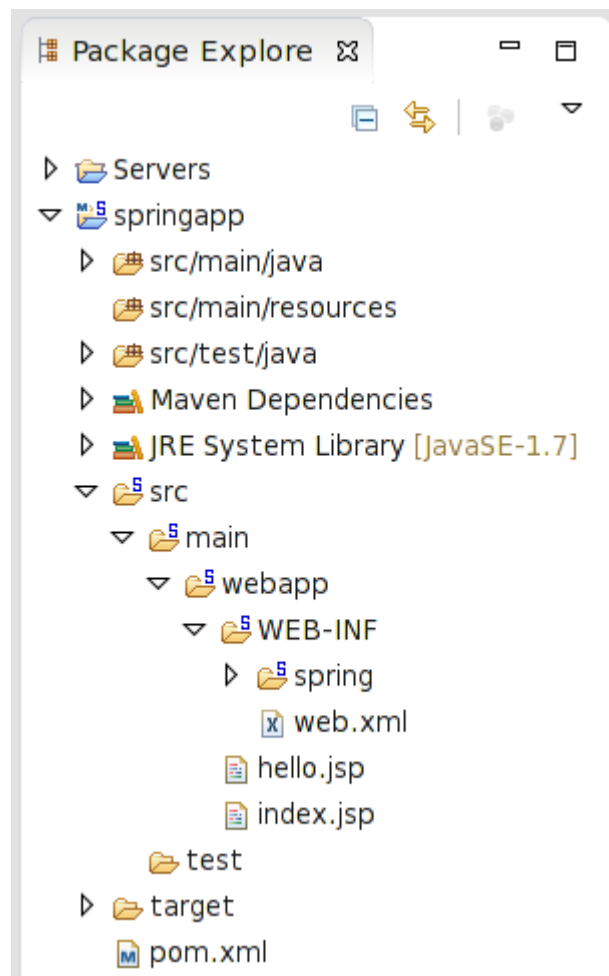 Package Explore
Servers
springapp
src/main/java
src/main/resources
src/test/java
Maven Dependencies
JRE System Library [JavaSE-1.7]
src
main
webapp
WEB-INF
spring
web.xml
hello.jsp
index.jsp
test
target
pom.xml